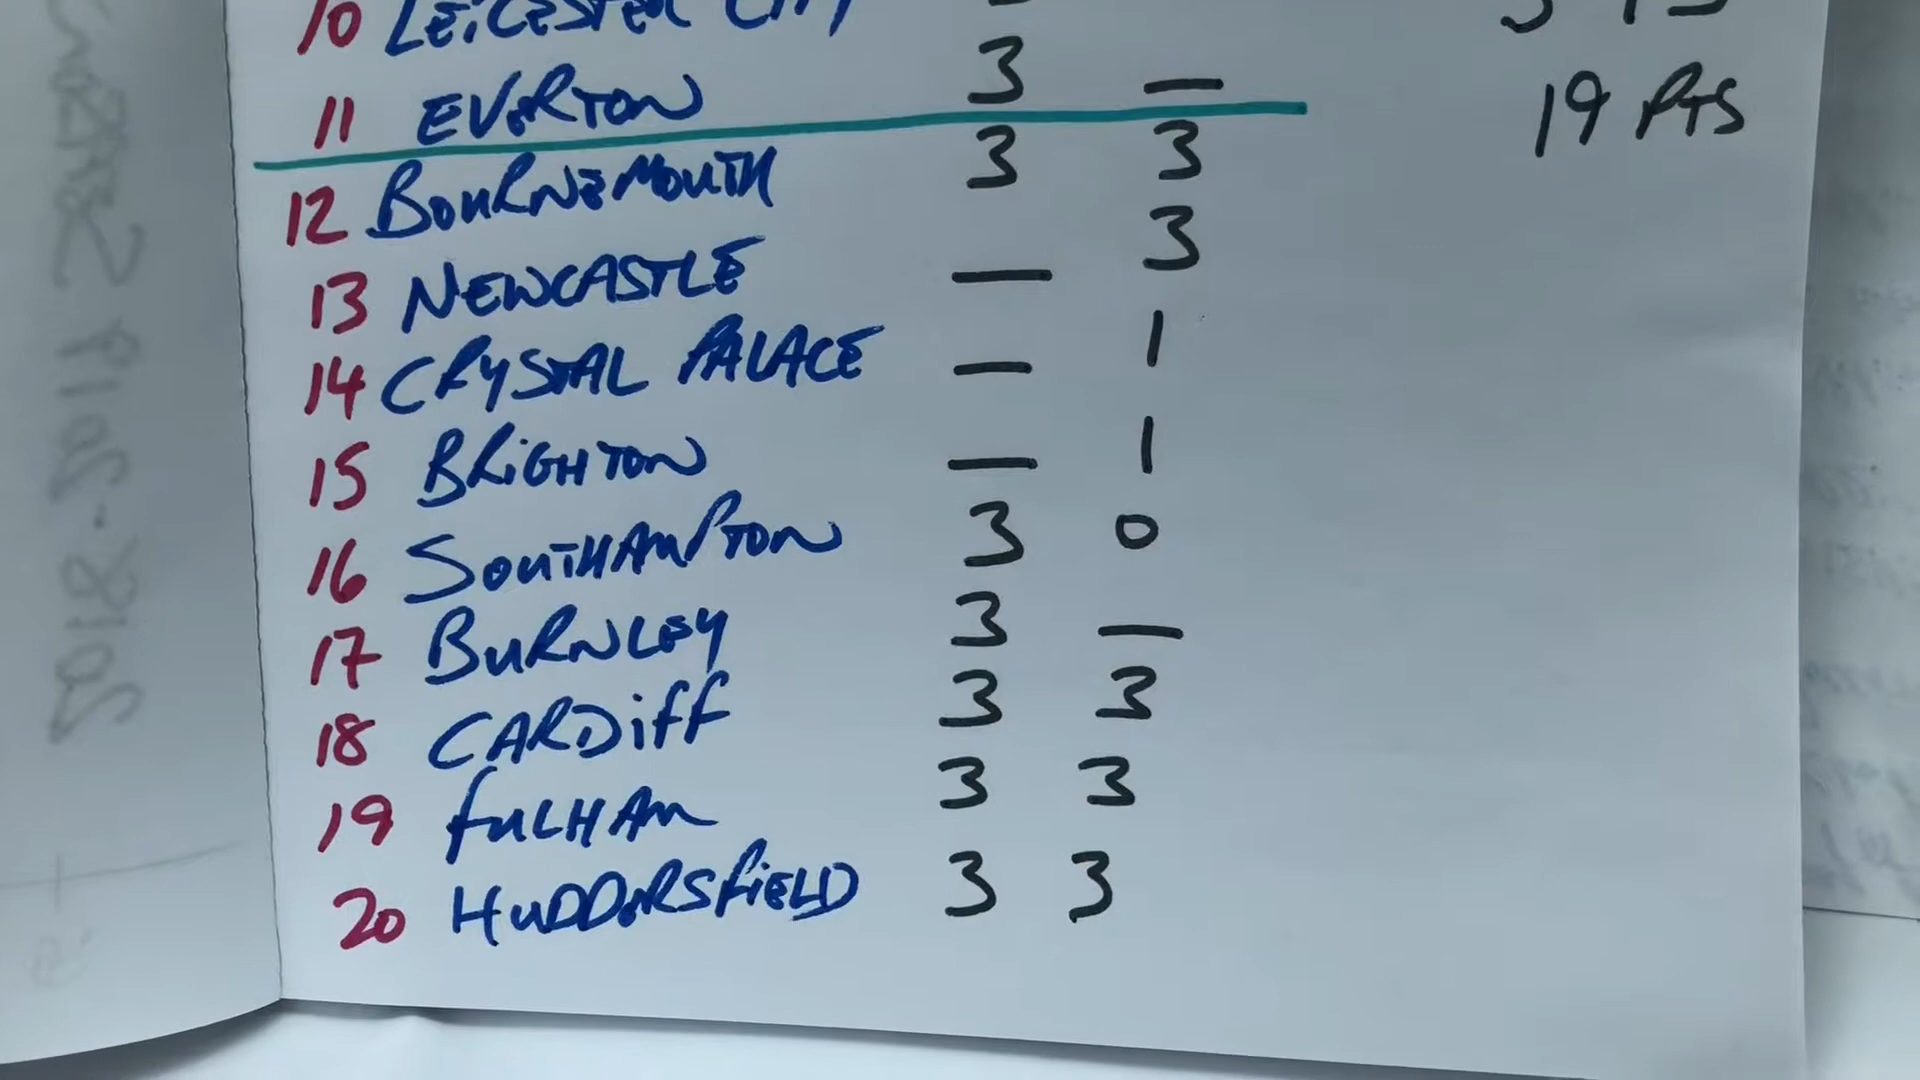 10 LEiCESTER CiTY
11 EVERTON 3 — 19 PTS
12 BOURNEMOUTH 3 3
13 NEWCASTLE — 3
14 CRYSTAL PALACE — 1
15 BRiGHTON — 1
16 SOUTHAMPTON 3 0
17 BURNLEY 3 —
18 CARDiFF 3 3
19 FULHAM 3 3
20 HUDDERSFiELD 3 3